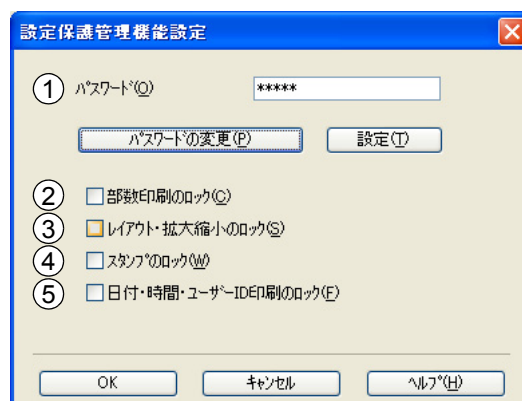 設定保護管理機能設定
① パスワード(O) *****
パスワードの変更(P) 設定(T)
② 部数印刷のロック(C)
③ レイアウト・拡大縮小のロック(S)
④ スタンプのロック(W)
⑤ 日付・時間・ユーザーID印刷のロック(F)
OK キャンセル ヘルプ(H)